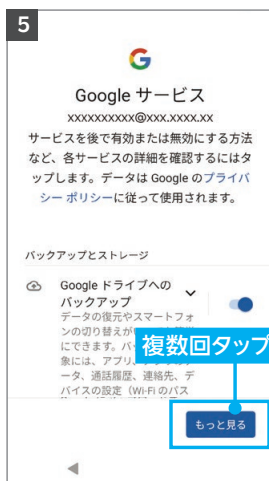 5
G
Google サービス
xxxxxxxxxx@xxx.xxxx.xx
サービスを後で有効または無効にする方法
など、各サービスの詳細を確認するにはタ
ップします。データは Google のプライバ
シー ポリシーに従って使用されます。
バックアップとストレージ
Google ドライブへの
バックアップ
データの復元やスマートフォ
ンの切り替えが
にできます。バ
象には、アプリ、
ータ、通話履歴、連絡先、デ
バイスの設定（Wi-Fi のパス
複数回タップ
もっと見る